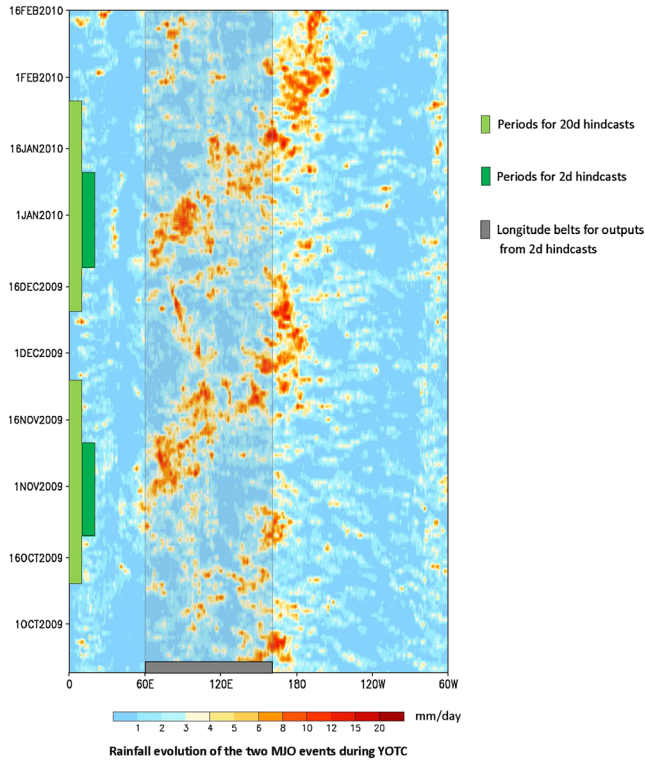 16FEB2010
1FEB2010
16JAN2010
1JAN2010
16DEC2009
1DEC2009
16NOV2009
1NOV2009
16OCT2009
1OCT2009
0 60E 120E 180 120W 60W
Periods for 20d hindcasts
Periods for 2d hindcasts
Longitude belts for outputs
from 2d hindcasts
1 2 3 4 5 6 8 10 12 15 20 mm/day
Rainfall evolution of the two MJO events during YOTC